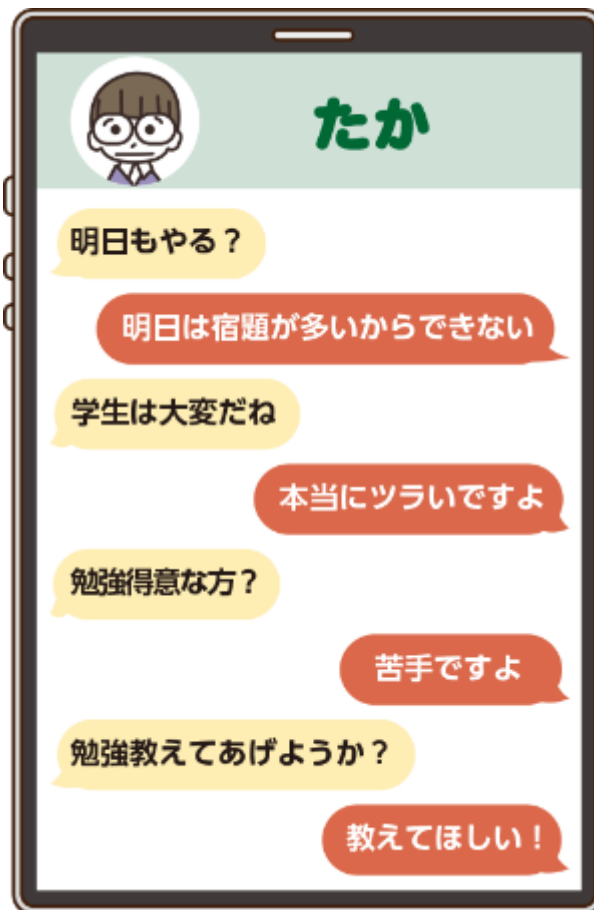 たか
明日もやる？
明日は宿題が多いからできない
学生は大変だね
本当にツラいですよ
勉強得意な方？
苦手ですよ
勉強教えてあげようか？
教えてほしい！